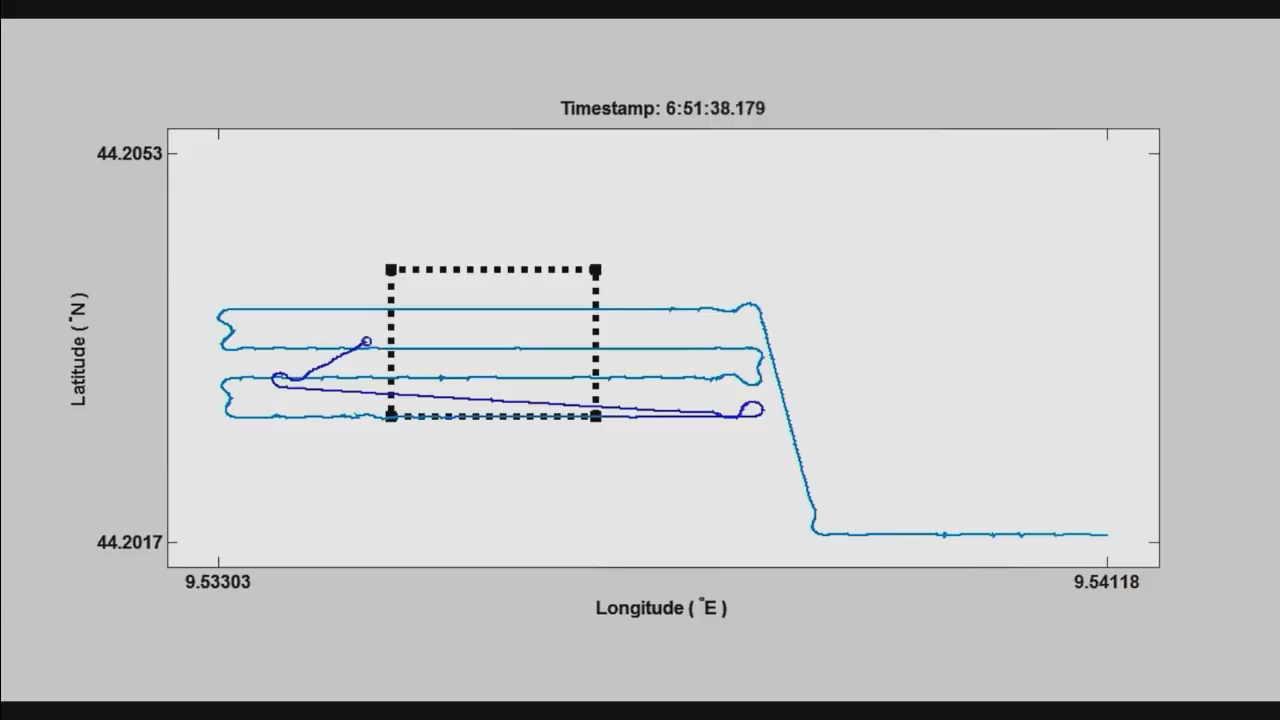 Timestamp: 6:51:38.179
44.2053
Latitude ( °N )
44.2017
9.53303
9.54118
Longitude ( °E )